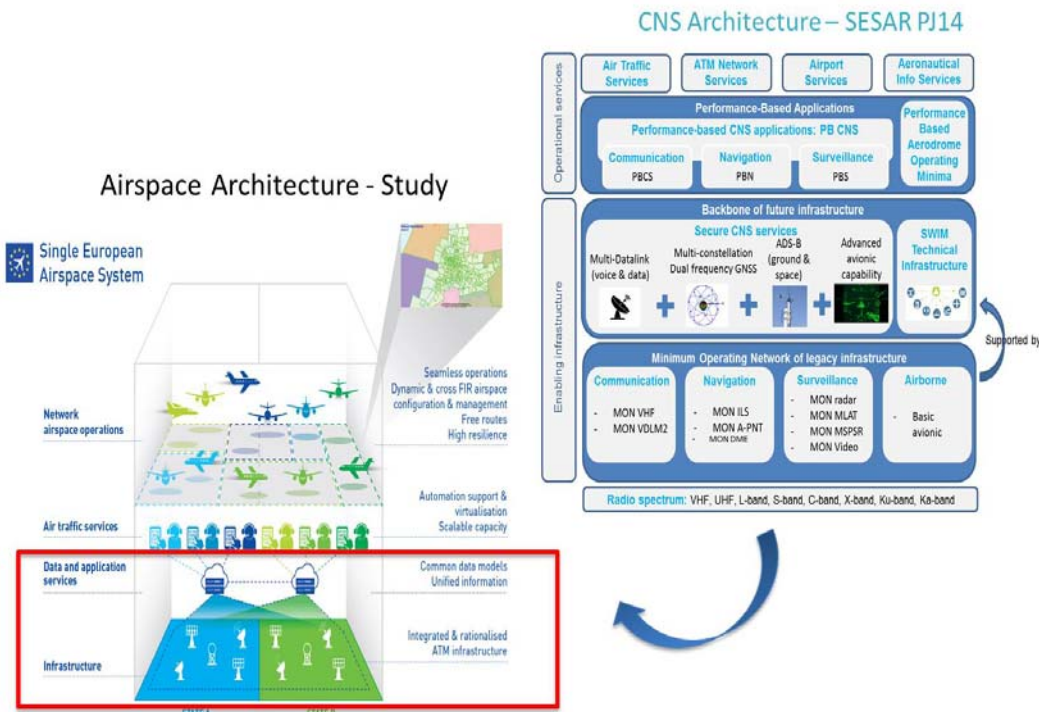 CNS Architecture – SESAR PJ14
Operational services
Air Traffic
Services
ATM Network
Services
Airport
Services
Aeronautical
Info Services
Performance-Based Applications
Performance-based CNS applications: PB CNS
Communication
PBCS
Navigation
PBN
Surveillance
PBS
Performance
Based
Aerodrome
Operating
Minima
Enabling infrastructure
Backbone of future infrastructure
Secure CNS services
Multi-Datalink
(voice & data)
Multi-constellation
Dual frequency GNSS
ADS-B
(ground &
space)
Advanced
avionic
capability
SWIM
Technical
Infrastructure
Supported by
Minimum Operating Network of legacy infrastructure
Communication
- MON VHF
- MON VDLM2
Navigation
- MON ILS
- MON A-PNT
- MON DME
Surveillance
- MON radar
- MON MLAT
- MON MSPSR
- MON Video
Airborne
- Basic
avionic
Radio spectrum: VHF, UHF, L-band, S-band, C-band, X-band, Ku-band, Ka-band
Airspace Architecture - Study
Single European
Airspace System
Network
airspace operations
Seamless operations
Dynamic & cross FIR airspace
configuration & management
Free routes
High resilience
Air traffic services
Automation support &
virtualisation
Scalable capacity
Data and application
services
Common data models
Unified information
Infrastructure
Integrated & rationalised
ATM infrastructure